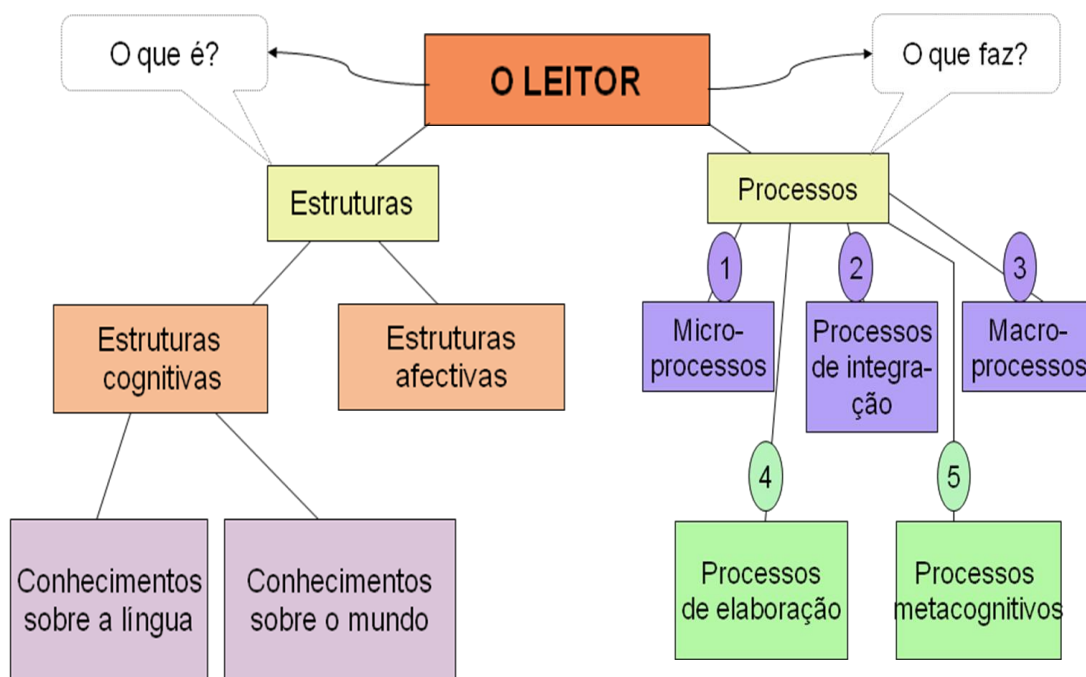 O que é?
O LEITOR
O que faz?
Estruturas
Processos
1
2
3
Estruturas
cognitivas
Estruturas
afectivas
Micro-
processos
Processos
de integra-
ção
Macro-
processos
4
5
Conhecimentos
sobre a língua
Conhecimentos
sobre o mundo
Processos
de elaboração
Processos
metacognitivos